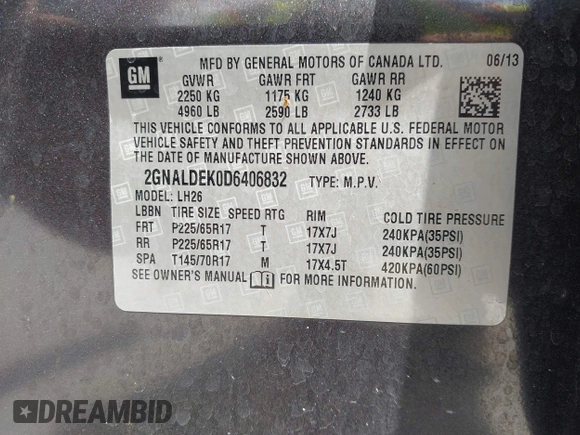 GM
MFD BY GENERAL MOTORS OF CANADA LTD. 06/13
GVWR GAWR FRT GAWR RR
2250 KG 1175 KG 1240 KG
4960 LB 2590 LB 2733 LB
THIS VEHICLE CONFORMS TO ALL APPLICABLE U.S. FEDERAL MOTOR
VEHICLE SAFETY AND THEFT PREVENTION STANDARDS IN EFFECT ON
THE DATE OF MANUFACTURE SHOWN ABOVE.
2GNALDEK0D6406832 TYPE: M.P.V.
MODEL: LH26
LBBN TIRE SIZE SPEED RTG RIM COLD TIRE PRESSURE
FRT P225/65R17 T 17X7J 240KPA(35PSI)
RR P225/65R17 T 17X7J 240KPA(35PSI)
SPA T145/70R17 M 17X4.5T 420KPA(60PSI)
SEE OWNER'S MANUAL FOR MORE INFORMATION.
DREAMBID